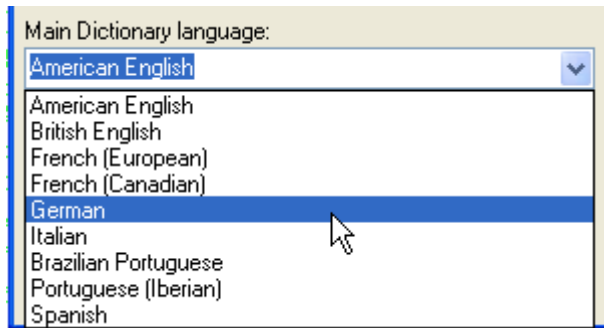 Main Dictionary language:
American English
American English
British English
French (European)
French (Canadian)
German
Italian
Brazilian Portuguese
Portuguese (Iberian)
Spanish